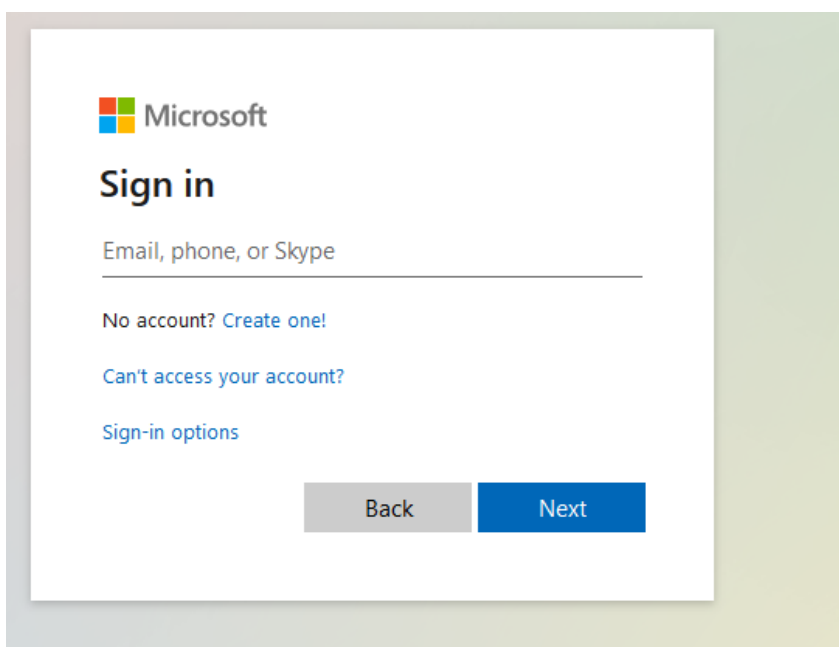 Microsoft
Sign in
Email, phone, or Skype
No account? Create one!
Can't access your account?
Sign-in options
Back Next